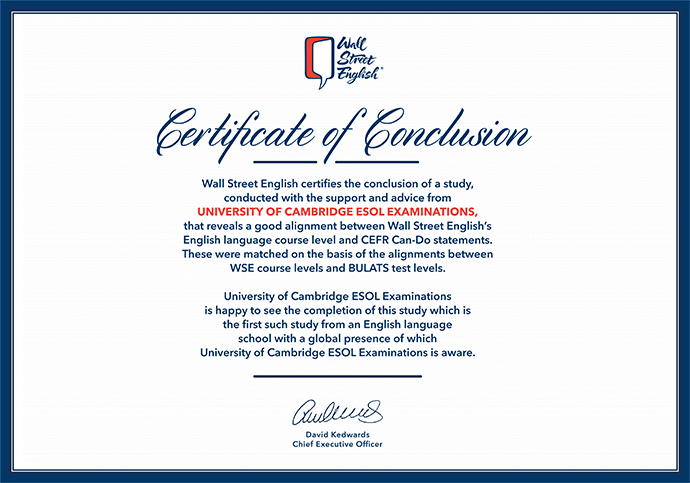 Wall
Street
English®
Certificate of Conclusion
Wall Street English certifies the conclusion of a study,
conducted with the support and advice from
UNIVERSITY OF CAMBRIDGE ESOL EXAMINATIONS,
that reveals a good alignment between Wall Street English's
English language course level and CEFR Can-Do statements.
These were matched on the basis of the alignments between
WSE course levels and BULATS test levels.
University of Cambridge ESOL Examinations
is happy to see the completion of this study which is
the first such study from an English language
school with a global presence of which
University of Cambridge ESOL Examinations is aware.
David Kedwards
Chief Executive Officer